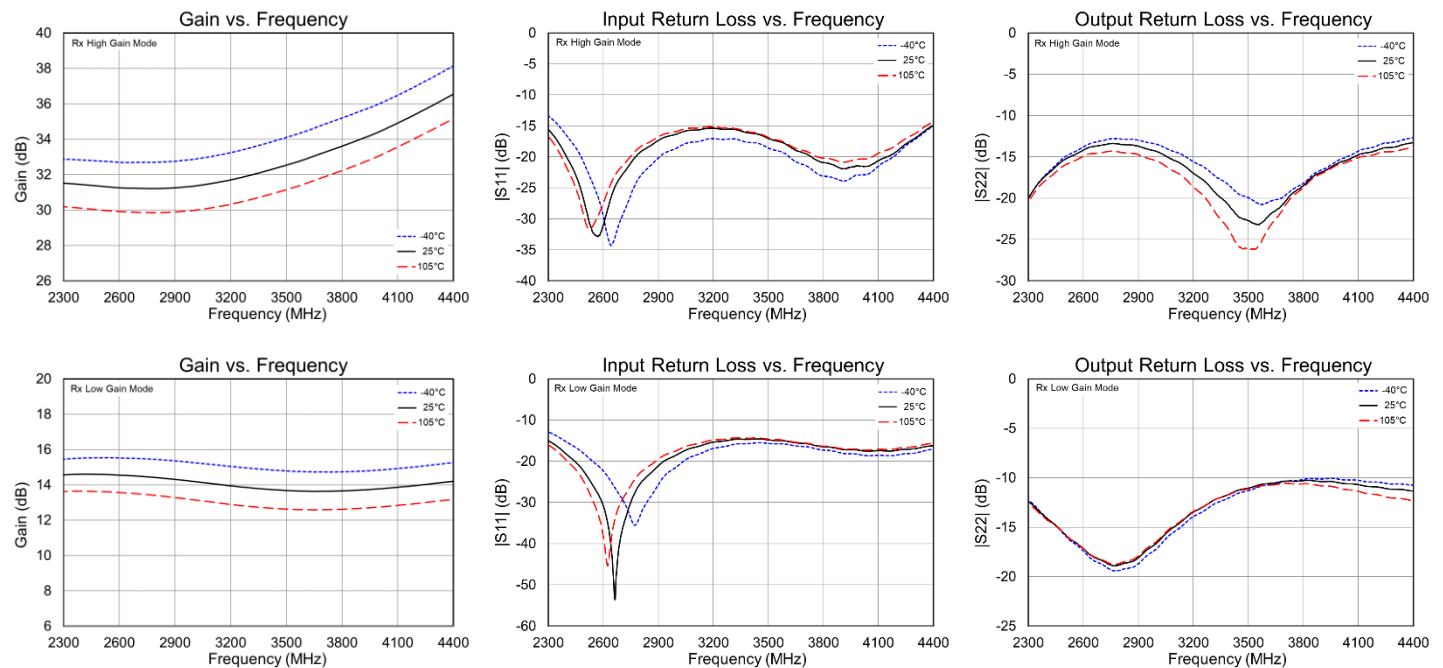 Gain vs. Frequency
40
38
36
34
32
30
28
26
Gain (dB)
Rx High Gain Mode
-40°C
25°C
105°C
2300 2600 2900 3200 3500 3800 4100 4400
Frequency (MHz)
Input Return Loss vs. Frequency
0
-5
-10
-15
-20
-25
-30
-35
-40
|S11| (dB)
Rx High Gain Mode
-40°C
25°C
105°C
2300 2600 2900 3200 3500 3800 4100 4400
Frequency (MHz)
Output Return Loss vs. Frequency
0
-5
-10
-15
-20
-25
-30
|S22| (dB)
Rx High Gain Mode
-40°C
25°C
105°C
2300 2600 2900 3200 3500 3800 4100 4400
Frequency (MHz)
Gain vs. Frequency
20
18
16
14
12
10
8
6
Gain (dB)
Rx Low Gain Mode
-40°C
25°C
105°C
2300 2600 2900 3200 3500 3800 4100 4400
Frequency (MHz)
Input Return Loss vs. Frequency
0
-10
-20
-30
-40
-50
-60
|S11| (dB)
Rx Low Gain Mode
-40°C
25°C
105°C
2300 2600 2900 3200 3500 3800 4100 4400
Frequency (MHz)
Output Return Loss vs. Frequency
0
-5
-10
-15
-20
-25
|S22| (dB)
Rx Low Gain Mode
-40°C
25°C
105°C
2300 2600 2900 3200 3500 3800 4100 4400
Frequency (MHz)